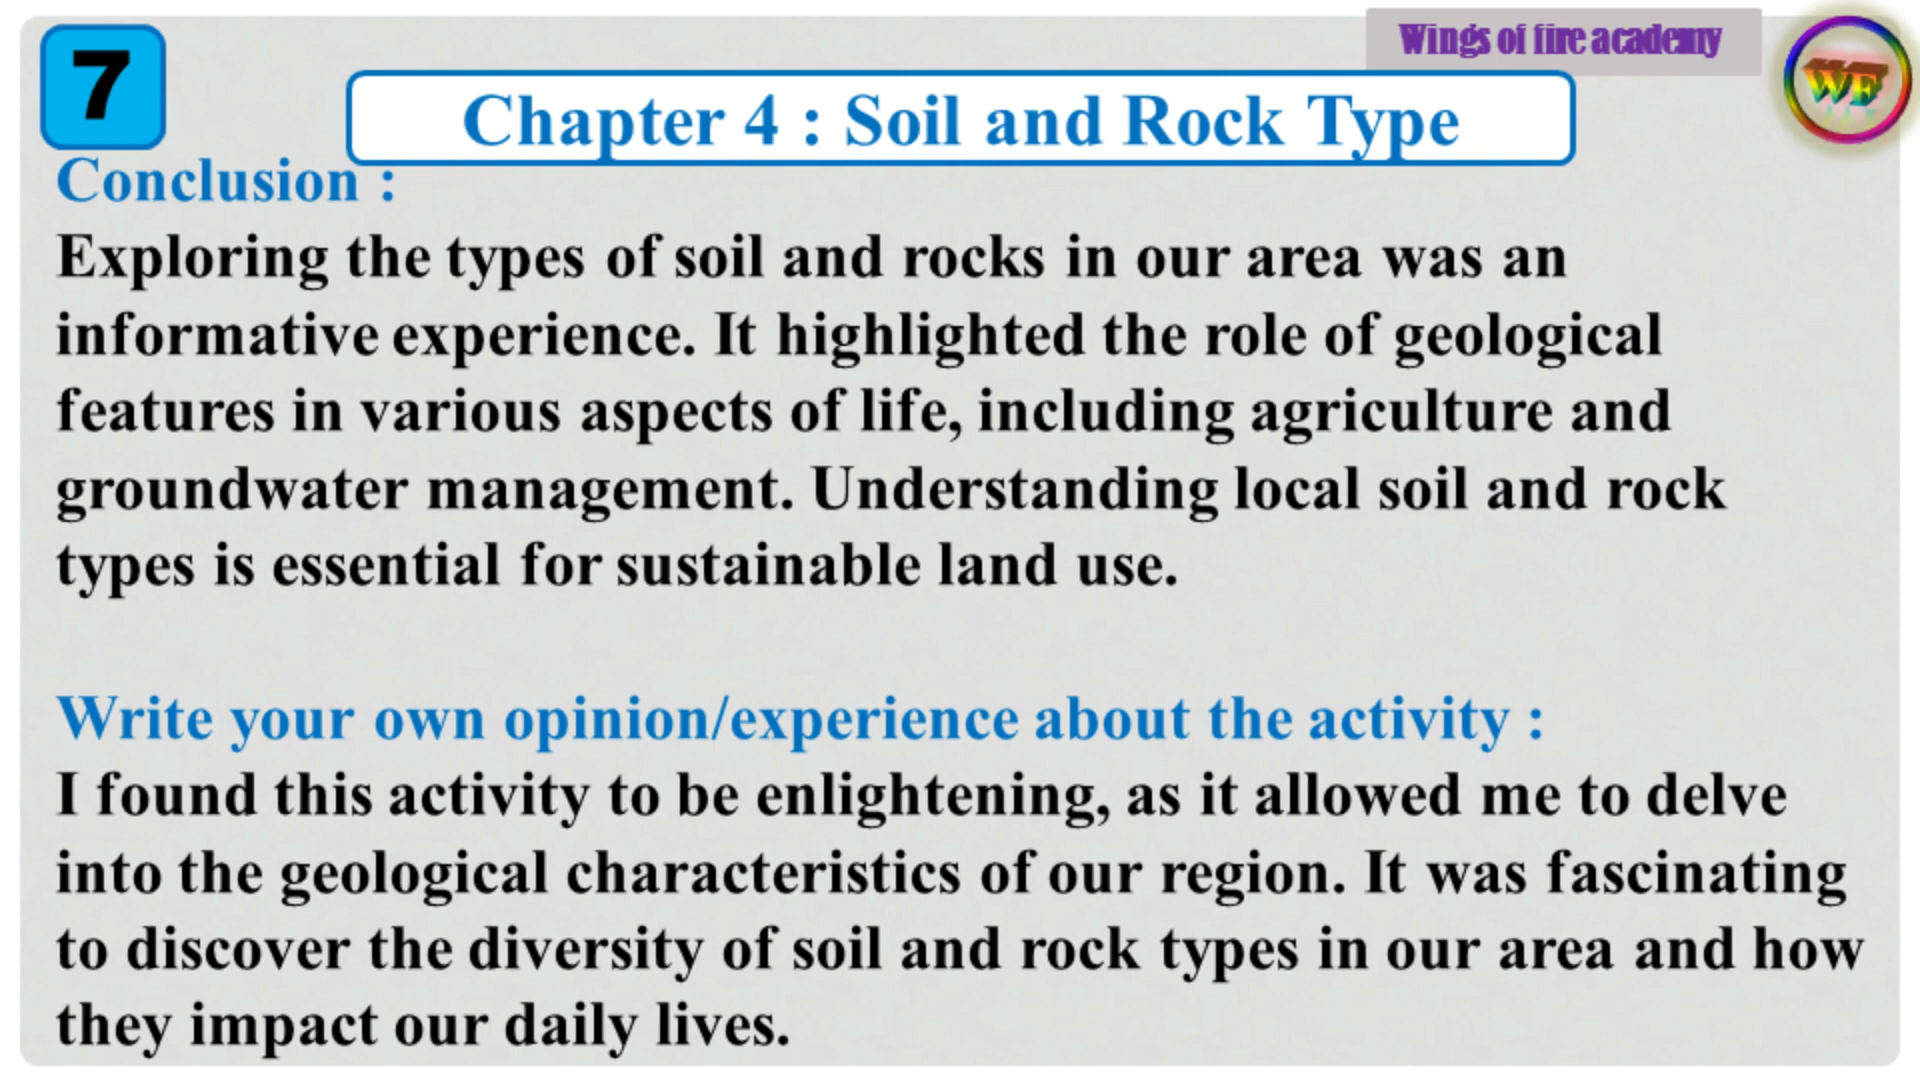 Wings of fire academy
WF
7
Chapter 4 : Soil and Rock Type
Conclusion :
Exploring the types of soil and rocks in our area was an
informative experience. It highlighted the role of geological
features in various aspects of life, including agriculture and
groundwater management. Understanding local soil and rock
types is essential for sustainable land use.
Write your own opinion/experience about the activity :
I found this activity to be enlightening, as it allowed me to delve
into the geological characteristics of our region. It was fascinating
to discover the diversity of soil and rock types in our area and how
they impact our daily lives.